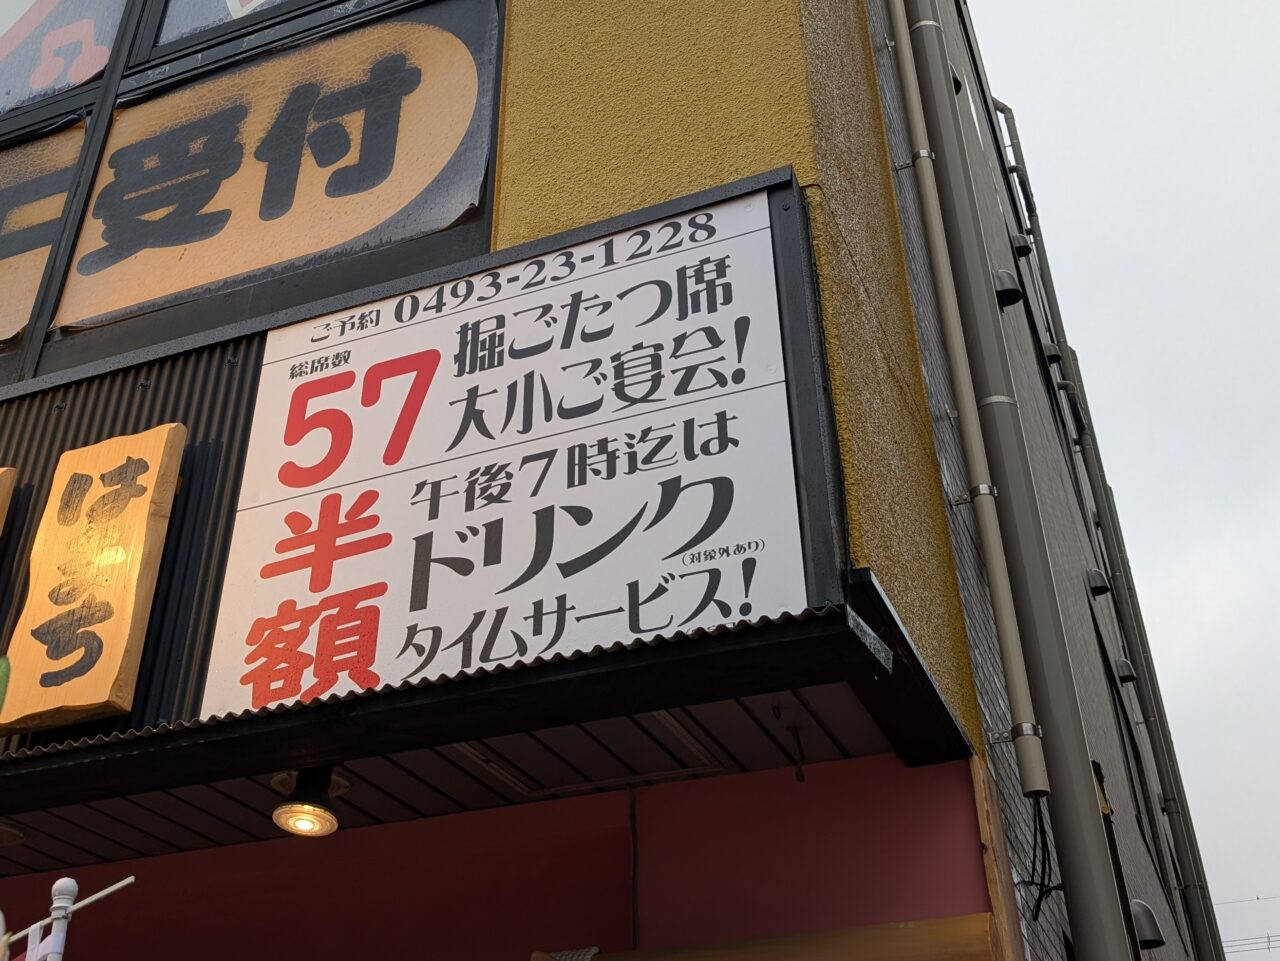 受付
ご予約 0493-23-1228
総席数
57
掘ごたつ席
大小ご宴会!
半額
午後7時迄は
ドリンク
(対象外あり)
タイムサービス!